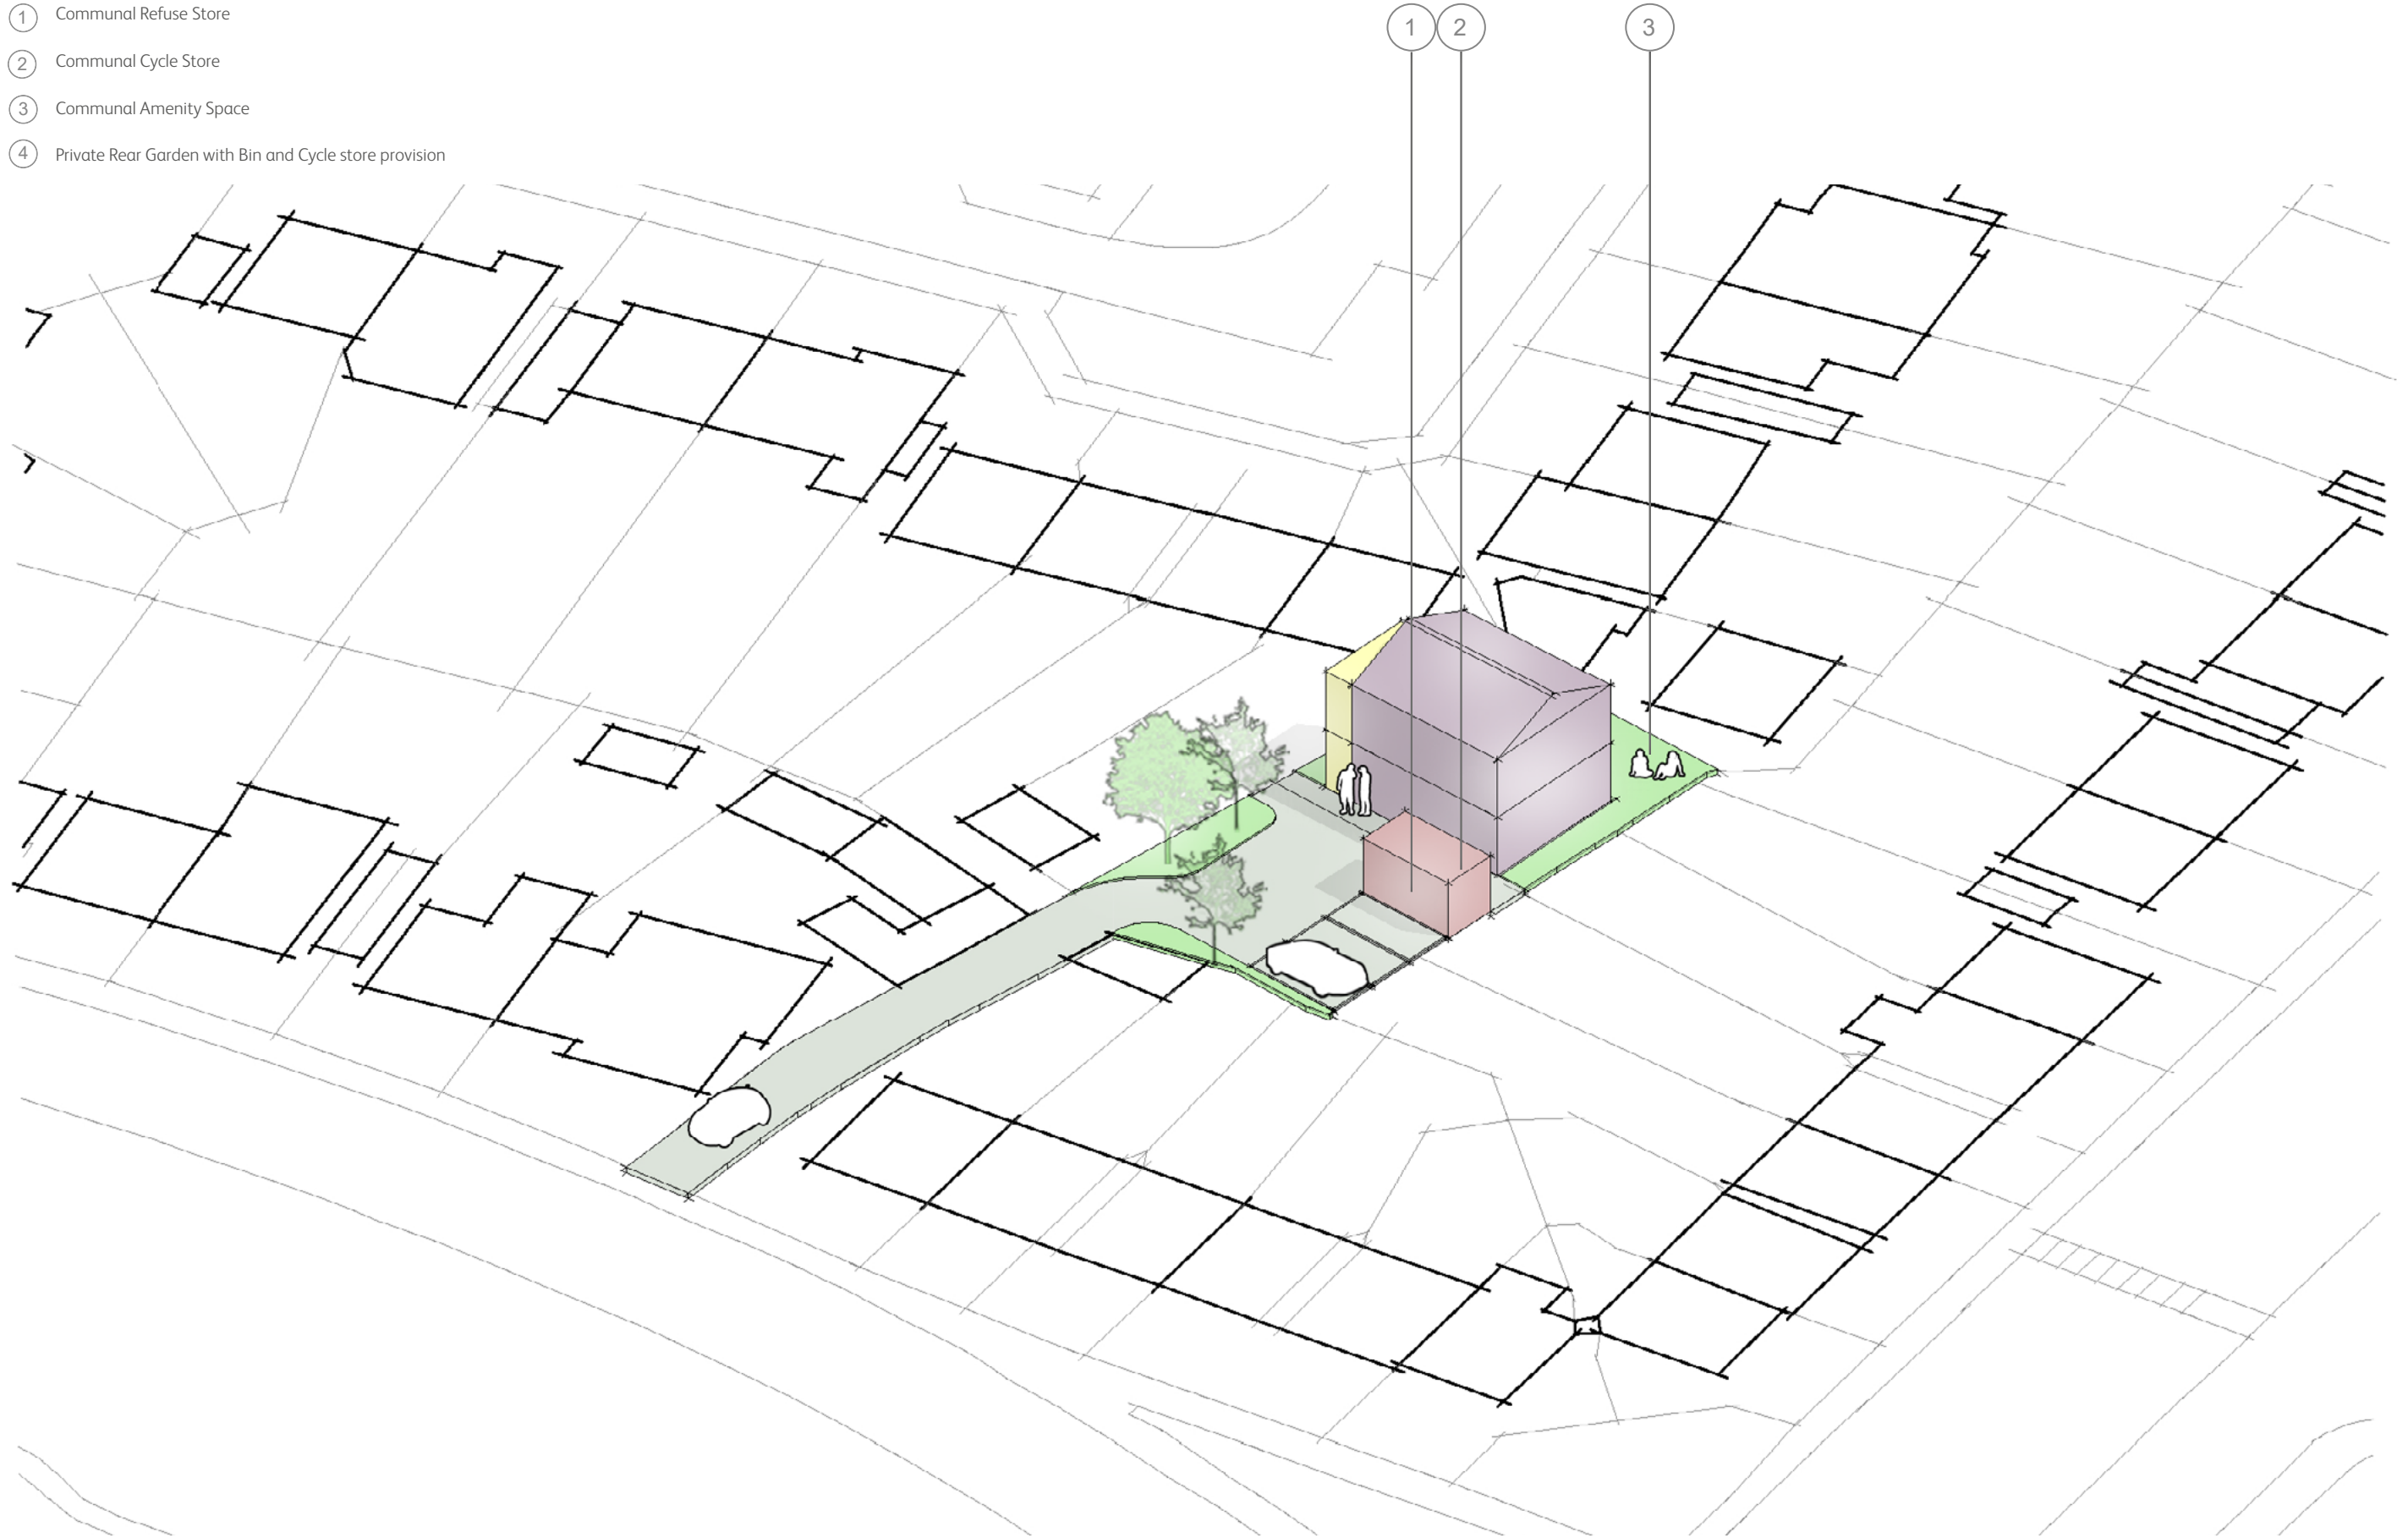 1 Communal Refuse Store
2 Communal Cycle Store
3 Communal Amenity Space
4 Private Rear Garden with Bin and Cycle store provision
1 2 3